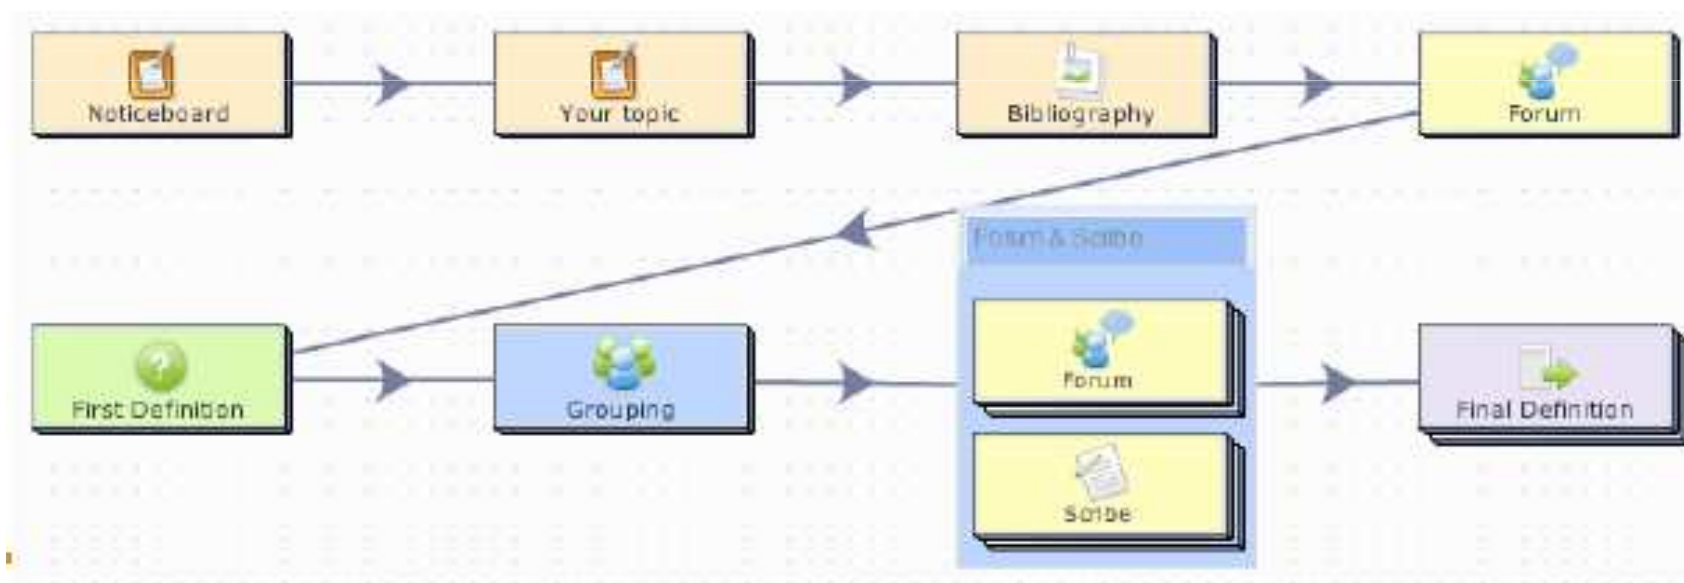 Noticeboard
Your topic
Bibliography
Forum
First Definition
Grouping
Forum & Scribe
Forum
Scribe
Final Definition